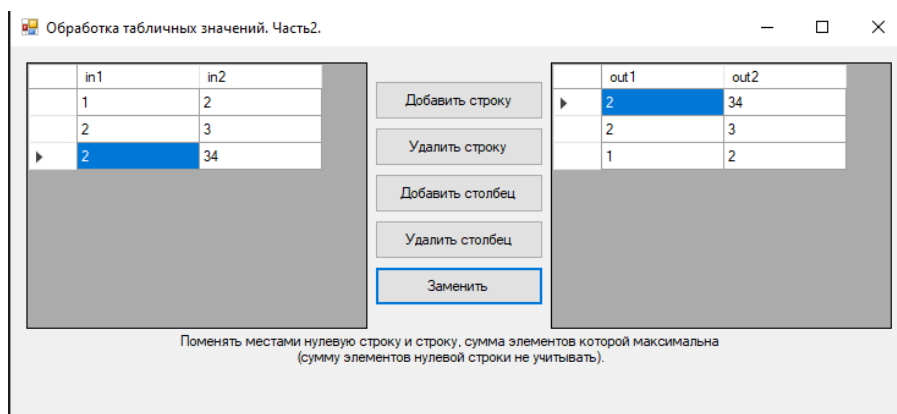 Обработка табличных значений. Часть2.
in1 in2
1 2
2 3
2 34
Добавить строку
Удалить строку
Добавить столбец
Удалить столбец
Заменить
out1 out2
2 34
2 3
1 2
Поменять местами нулевую строку и строку, сумма элементов которой максимальна
(сумму элементов нулевой строки не учитывать).